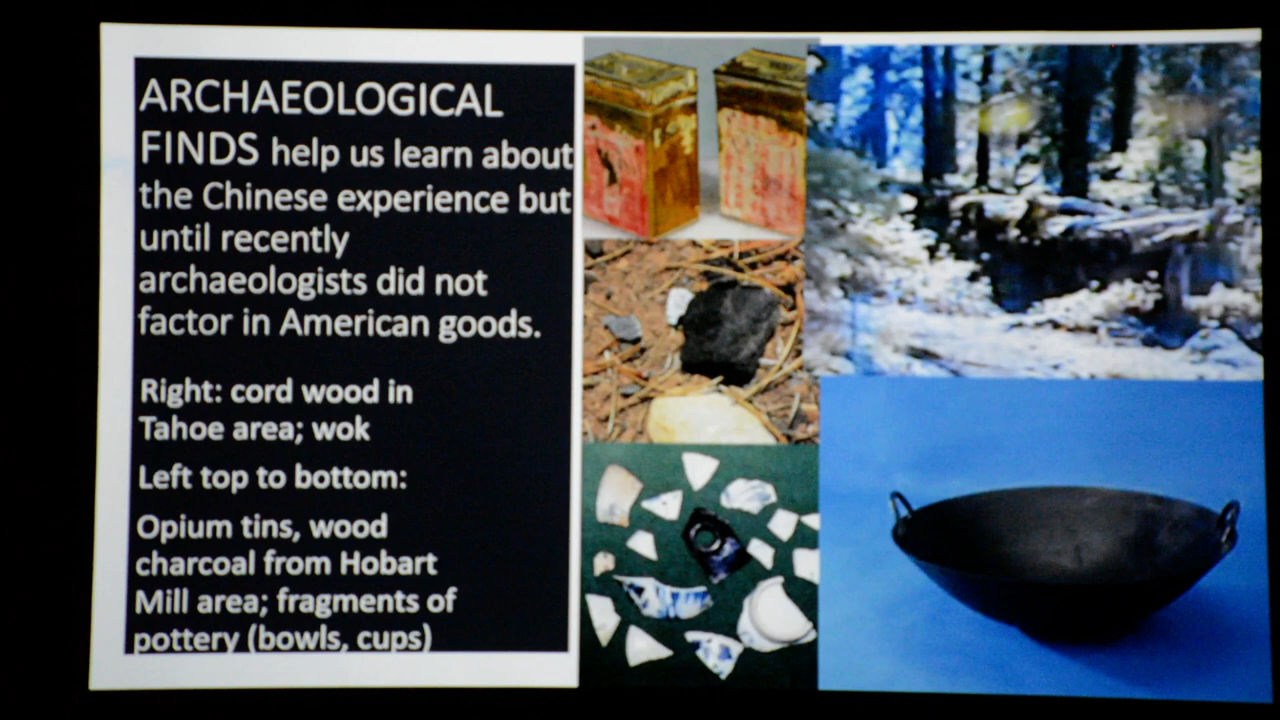 ARCHAEOLOGICAL
FINDS help us learn about
the Chinese experience but
until recently
archaeologists did not
factor in American goods.
Right: cord wood in
Tahoe area; wok
Left top to bottom:
Opium tins, wood
charcoal from Hobart
Mill area; fragments of
pottery (bowls, cups)